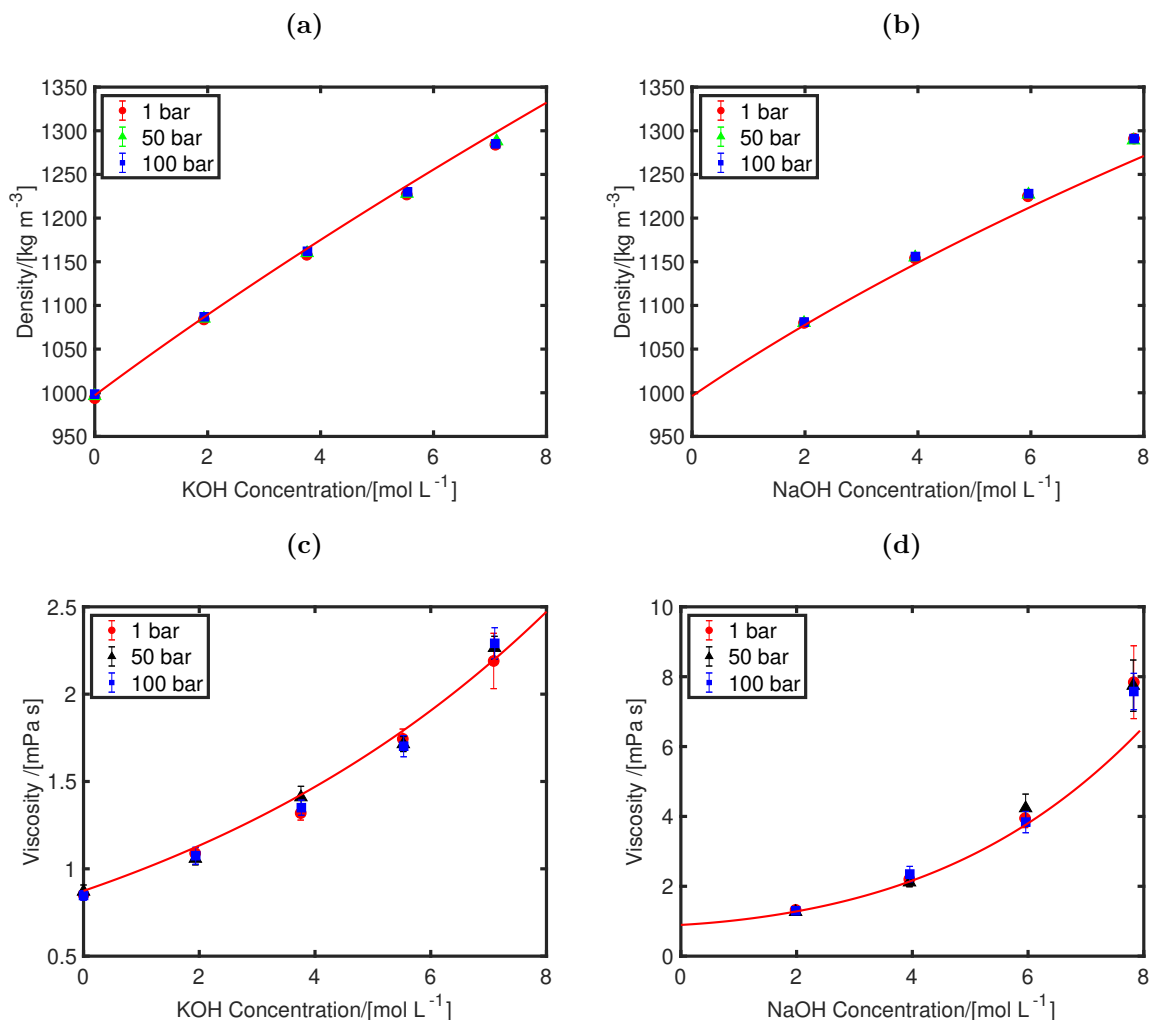 (a)
1350
1300
1250
1200
1150
1100
1050
1000
950
Density/[kg m⁻³]
1 bar
50 bar
100 bar
0 2 4 6 8
KOH Concentration/[mol L⁻¹]
(b)
1350
1300
1250
1200
1150
1100
1050
1000
950
Density/[kg m⁻³]
1 bar
50 bar
100 bar
0 2 4 6 8
NaOH Concentration/[mol L⁻¹]
(c)
2.5
2
1.5
1
0.5
Viscosity /[mPa s]
1 bar
50 bar
100 bar
0 2 4 6 8
KOH Concentration/[mol L⁻¹]
(d)
10
8
6
4
2
0
Viscosity /[mPa s]
1 bar
50 bar
100 bar
0 2 4 6 8
NaOH Concentration/[mol L⁻¹]